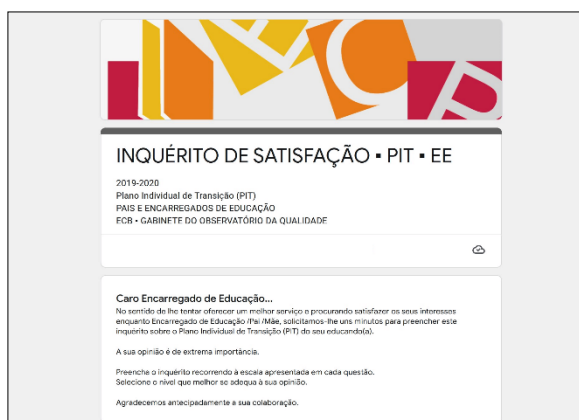 INQUÉRITO DE SATISFAÇÃO ▪ PIT ▪ EE
2019-2020
Plano Individual de Transição (PIT)
PAIS E ENCARREGADOS DE EDUCAÇÃO
ECB • GABINETE DO OBSERVATÓRIO DA QUALIDADE
Caro Encarregado de Educação...
No sentido de lhe tentar oferecer um melhor serviço e procurando satisfazer os seus interesses
enquanto Encarregado de Educação /Pai /Mãe, solicitamos-lhe uns minutos para preencher este
inquérito sobre o Plano Individual de Transição (PIT) do seu educando(a).
A sua opinião é de extrema importância.
Preencha o inquérito recorrendo à escala apresentada em cada questão.
Selecione o nível que melhor se adequa à sua opinião.
Agradecemos antecipadamente a sua colaboração.